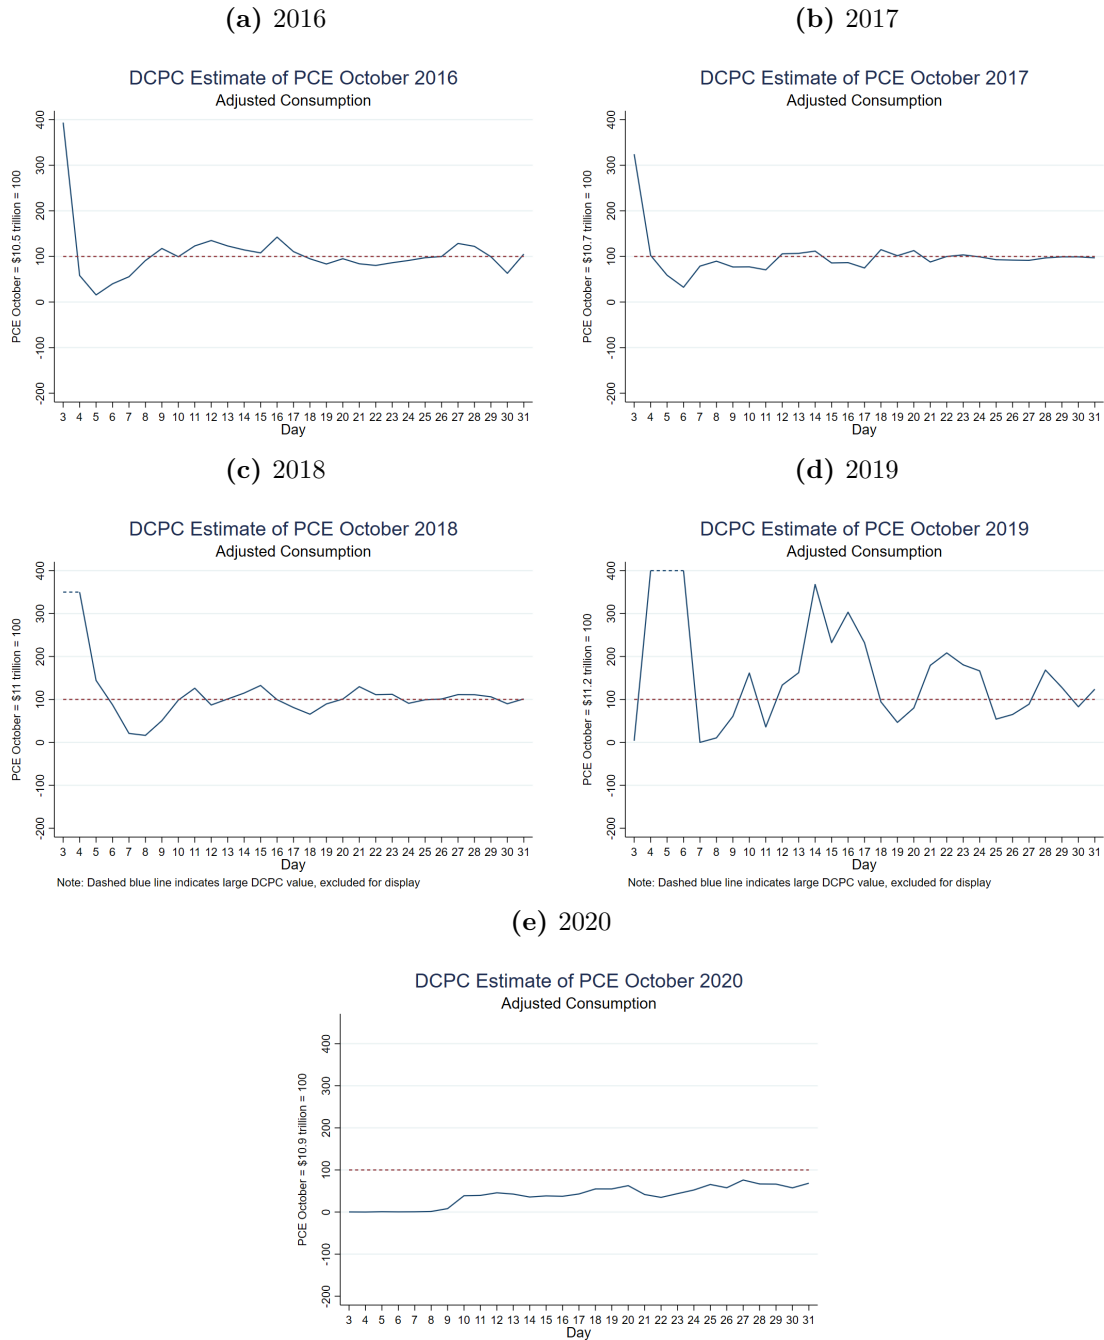 (a) 2016
DCPC Estimate of PCE October 2016
Adjusted Consumption
PCE October = $10.5 trillion = 100
400
300
200
100
0
-100
-200
3 4 5 6 7 8 9 10 11 12 13 14 15 16 17 18 19 20 21 22 23 24 25 26 27 28 29 30 31
Day
(b) 2017
DCPC Estimate of PCE October 2017
Adjusted Consumption
PCE October = $10.7 trillion = 100
400
300
200
100
0
-100
-200
3 4 5 6 7 8 9 10 11 12 13 14 15 16 17 18 19 20 21 22 23 24 25 26 27 28 29 30 31
Day
(c) 2018
DCPC Estimate of PCE October 2018
Adjusted Consumption
PCE October = $11 trillion = 100
400
300
200
100
0
-100
-200
3 4 5 6 7 8 9 10 11 12 13 14 15 16 17 18 19 20 21 22 23 24 25 26 27 28 29 30 31
Day
Note: Dashed blue line indicates large DCPC value, excluded for display
(d) 2019
DCPC Estimate of PCE October 2019
Adjusted Consumption
PCE October = $11.2 trillion = 100
400
300
200
100
0
-100
-200
3 4 5 6 7 8 9 10 11 12 13 14 15 16 17 18 19 20 21 22 23 24 25 26 27 28 29 30 31
Day
Note: Dashed blue line indicates large DCPC value, excluded for display
(e) 2020
DCPC Estimate of PCE October 2020
Adjusted Consumption
PCE October = $10.9 trillion = 100
400
300
200
100
0
-100
-200
3 4 5 6 7 8 9 10 11 12 13 14 15 16 17 18 19 20 21 22 23 24 25 26 27 28 29 30 31
Day